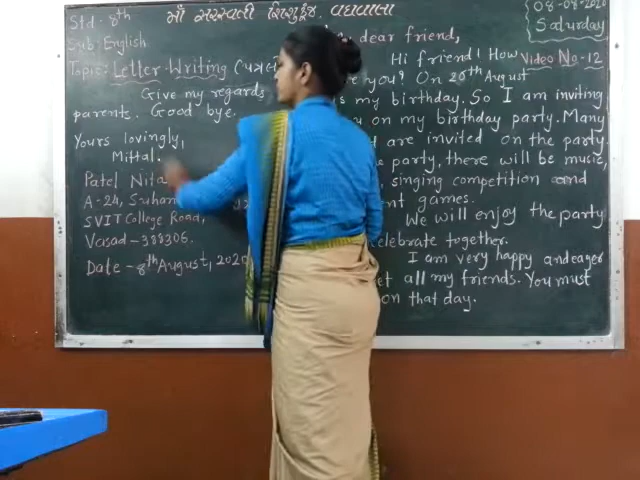 માઁ સરસ્વતી શિશુકુંજ, વઘવાલા
08-08-2020
Saturday
Std - 8th
Sub: English
Topic: Letter-Writing
Video No-12
Give my regards
parents. Good bye.
Yours lovingly,
Mittal.
Patel
A-24,
SVIT College Road,
Vasad - 388306.
Date - 8th August, 2020
dear friend,
Hi friend! How
you? On 20th August
is my birthday. So I am inviting
on my birthday party. Many
are invited on the party.
party, there will be music,
singing competition and
games.
We will enjoy the party
celebrate together.
I am very happy and eager
all my friends. You must
on that day.